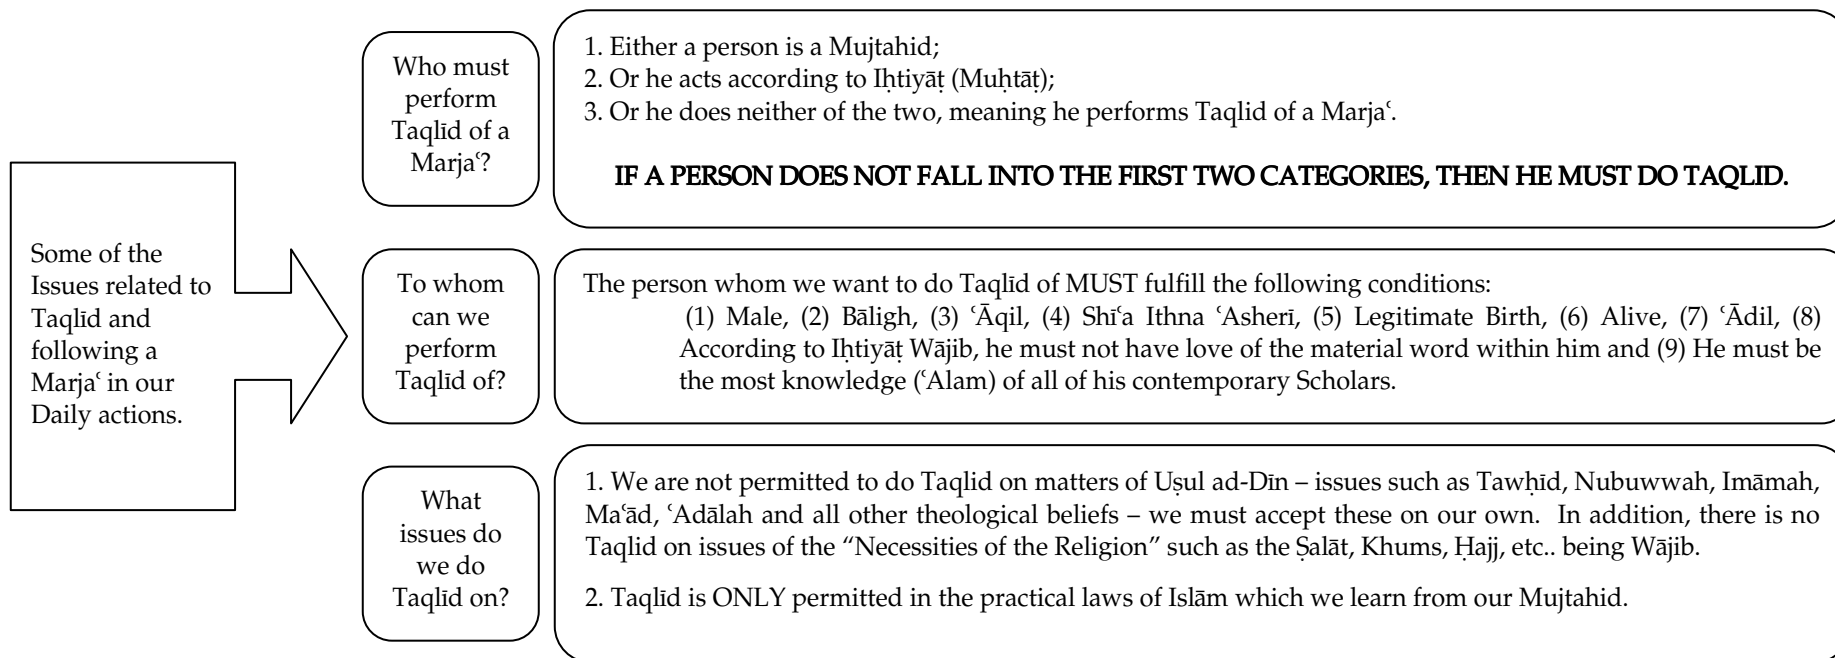 Some of the
Issues related to
Taqlīd and
following a
Marjaʿ in our
Daily actions.
Who must
perform
Taqlīd of a
Marjaʿ?
1. Either a person is a Mujtahid;
2. Or he acts according to Iḥtiyāṭ (Muḥtāṭ);
3. Or he does neither of the two, meaning he performs Taqlid of a Marjaʿ.
IF A PERSON DOES NOT FALL INTO THE FIRST TWO CATEGORIES, THEN HE MUST DO TAQLID.
To whom
can we
perform
Taqlīd of?
The person whom we want to do Taqlīd of MUST fulfill the following conditions:
(1) Male, (2) Bāligh, (3) ʿĀqil, (4) Shīʿa Ithna ʿAsherī, (5) Legitimate Birth, (6) Alive, (7) ʿĀdil, (8)
According to Iḥtiyāṭ Wājib, he must not have love of the material word within him and (9) He must be
the most knowledge (ʿAlam) of all of his contemporary Scholars.
What
issues do
we do
Taqlīd on?
1. We are not permitted to do Taqlid on matters of Uṣul ad-Dīn – issues such as Tawḥīd, Nubuwwah, Imāmah,
Maʿād, ʿAdālah and all other theological beliefs – we must accept these on our own. In addition, there is no
Taqlid on issues of the “Necessities of the Religion” such as the Ṣalāt, Khums, Ḥajj, etc.. being Wājib.
2. Taqlīd is ONLY permitted in the practical laws of Islām which we learn from our Mujtahid.